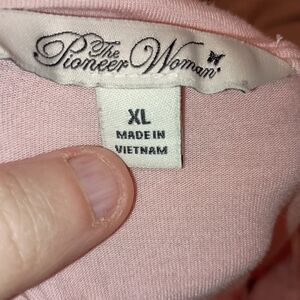 The
Pioneer Woman
XL
MADE IN
VIETNAM